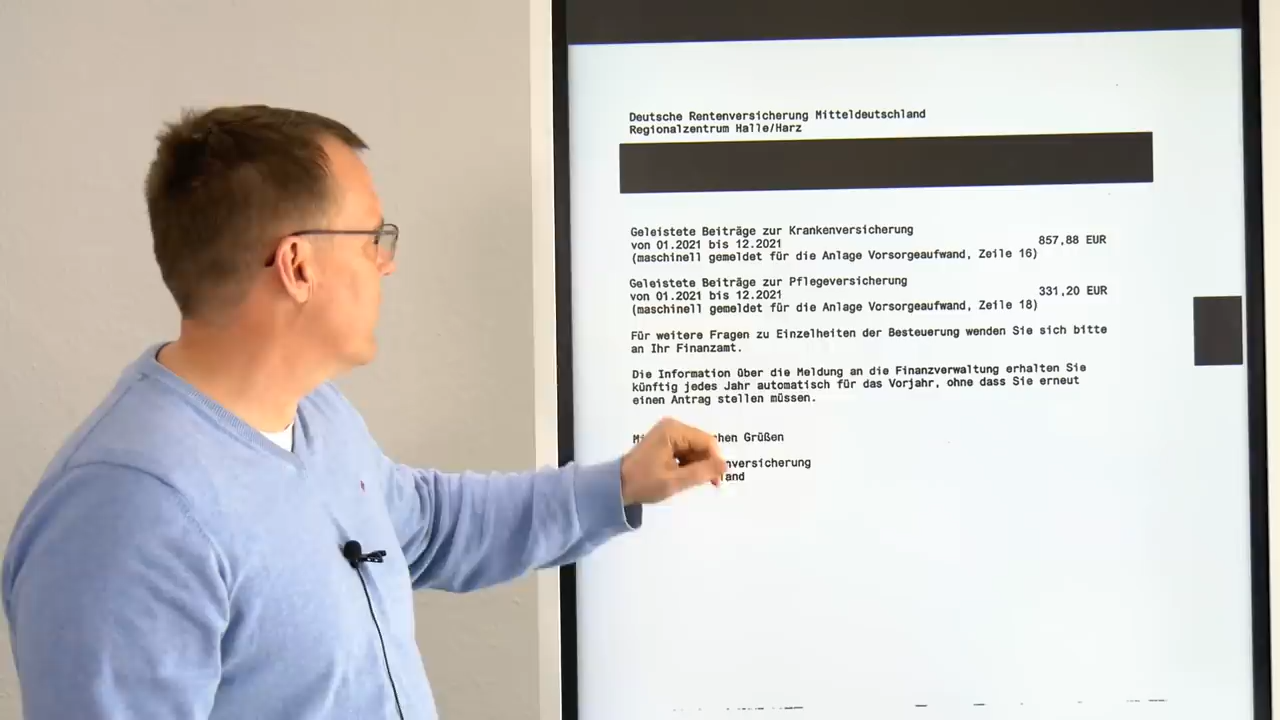 Deutsche Rentenversicherung Mitteldeutschland
Regionalzentrum Halle/Harz
Geleistete Beiträge zur Krankenversicherung
von 01.2021 bis 12.2021
857,88 EUR
(maschinell gemeldet für die Anlage Vorsorgeaufwand, Zeile 16)
Geleistete Beiträge zur Pflegeversicherung
von 01.2021 bis 12.2021
331,20 EUR
(maschinell gemeldet für die Anlage Vorsorgeaufwand, Zeile 18)
Für weitere Fragen zu Einzelheiten der Besteuerung wenden Sie sich bitte
an Ihr Finanzamt.
Die Information über die Meldung an die Finanzverwaltung erhalten Sie
künftig jedes Jahr automatisch für das Vorjahr, ohne dass Sie erneut
einen Antrag stellen müssen.
Grüßen